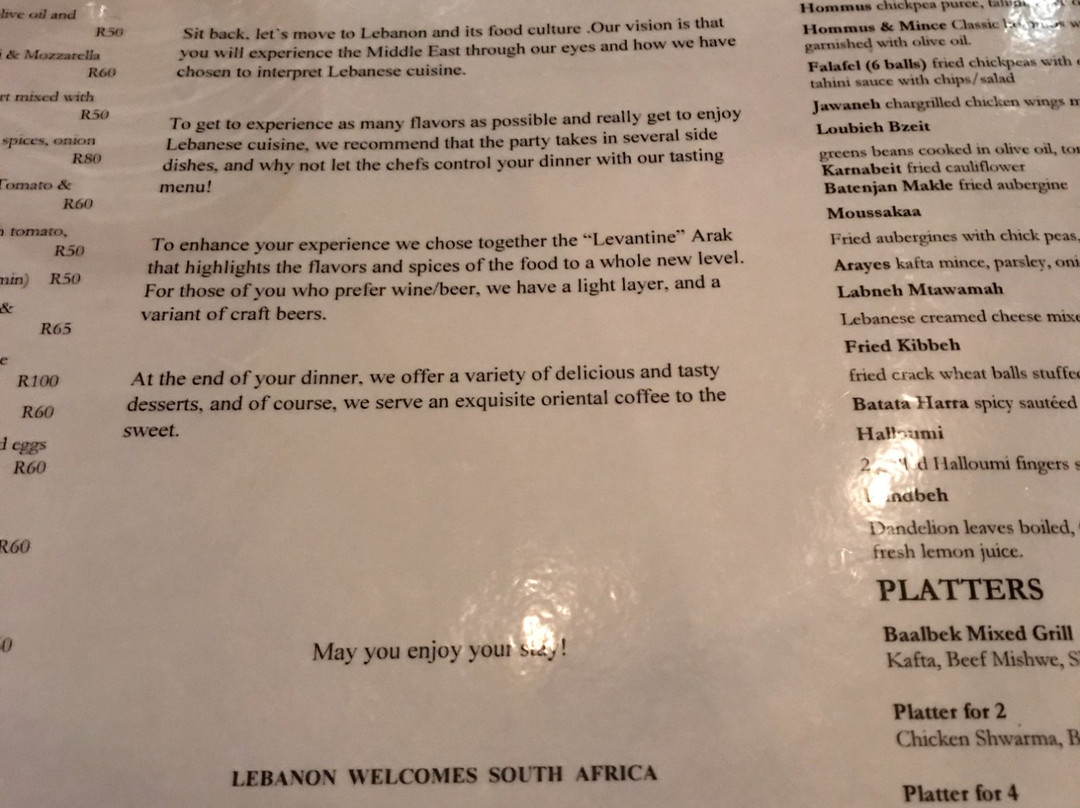 live oil and
R50
& Mozzarella
R60
rt mixed with
R50
spices, onion
R80
Tomato &
R60
tomato,
R50
min) R50
&
R65
e
R100
R60
d eggs
R60
R60
0
Sit back, let`s move to Lebanon and its food culture .Our vision is that
you will experience the Middle East through our eyes and how we have
chosen to interpret Lebanese cuisine.
To get to experience as many flavors as possible and really get to enjoy
Lebanese cuisine, we recommend that the party takes in several side
dishes, and why not let the chefs control your dinner with our tasting
menu!
To enhance your experience we chose together the “Levantine” Arak
that highlights the flavors and spices of the food to a whole new level.
For those of you who prefer wine/beer, we have a light layer, and a
variant of craft beers.
At the end of your dinner, we offer a variety of delicious and tasty
desserts, and of course, we serve an exquisite oriental coffee to the
sweet.
May you enjoy your stay!
LEBANON WELCOMES SOUTH AFRICA
Hommus chickpea puree,
Hommus & Mince Classic
garnished with olive oil.
Falafel (6 balls) fried chickpeas with
tahini sauce with chips/salad
Jawaneh chargrilled chicken wings
Loubieh Bzeit
greens beans cooked in olive oil,
Karnabeit fried cauliflower
Batenjan Makle fried aubergine
Moussakaa
Fried aubergines with chick peas,
Arayes kafta mince, parsley, oni
Labneh Mtawamah
Lebanese creamed cheese mixe
Fried Kibbeh
fried crack wheat balls stuffe
Batata Harra spicy sautéed
Halloumi
2 Halloumi fingers
Dandelion leaves boiled,
fresh lemon juice.
PLATTERS
Baalbek Mixed Grill
Kafta, Beef Mishwe, S
Platter for 2
Chicken Shwarma, B
Platter for 4